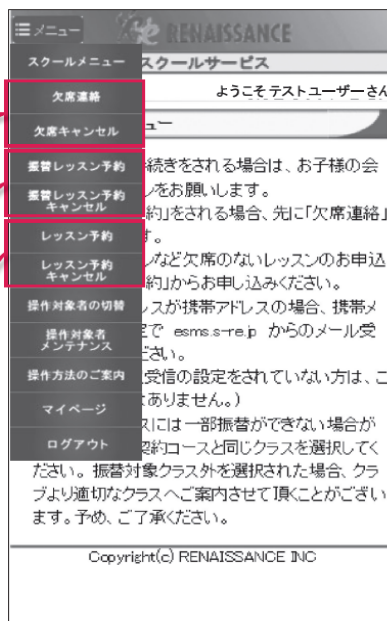 メニュー
RENAISSANCE
スクールメニュー
スクールサービス
欠席連絡
ようこそ テストユーザーさん
欠席キャンセル
ュー
振替レッスン予約
続きをされる場合は、お子様の会
振替レッスン予約
キャンセル
ンをお願いします。
約」をされる場合、先に「欠席連絡」
レッスン予約
す。
レッスン予約
キャンセル
ンなど欠席のないレッスンのお申込
約」からお申し込みください。
操作対象者の切替
レスが携帯アドレスの場合、携帯メ
操作対象者
メンテナンス
定で esms.s-re.jp からのメール受
ださい。
操作方法のご案内
受信の設定をされていない方は、こ
ありません。)
マイページ
スには一部振替ができない場合が
ログアウト
契約コースと同じクラスを選択してく
ださい。振替対象クラス外を選択された場合、クラ
ブより適切なクラスへご案内させて頂くことがござい
ます。予め、ご了承ください。
Copyright(c) RENAISSANCE INC